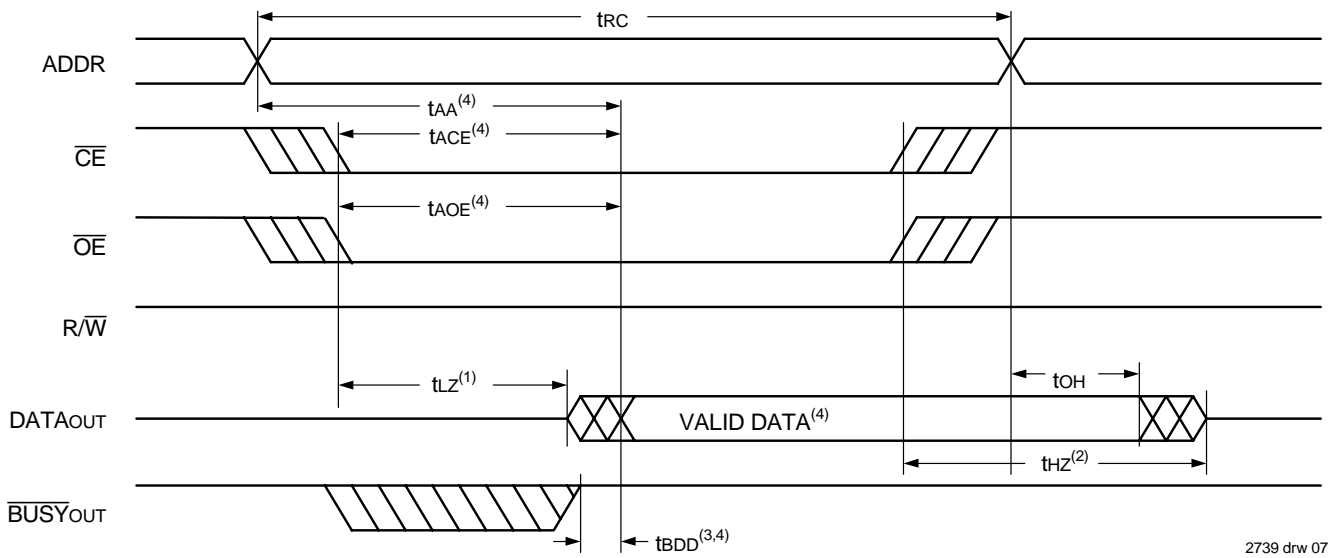 tRC
ADDR
tAA(4)
tACE(4)
CE
tAOE(4)
OE
R/W
tLZ(1)
tOH
DATAOUT
VALID DATA(4)
tHZ(2)
BUSYOUT
tBDD(3,4)
2739 drw 07